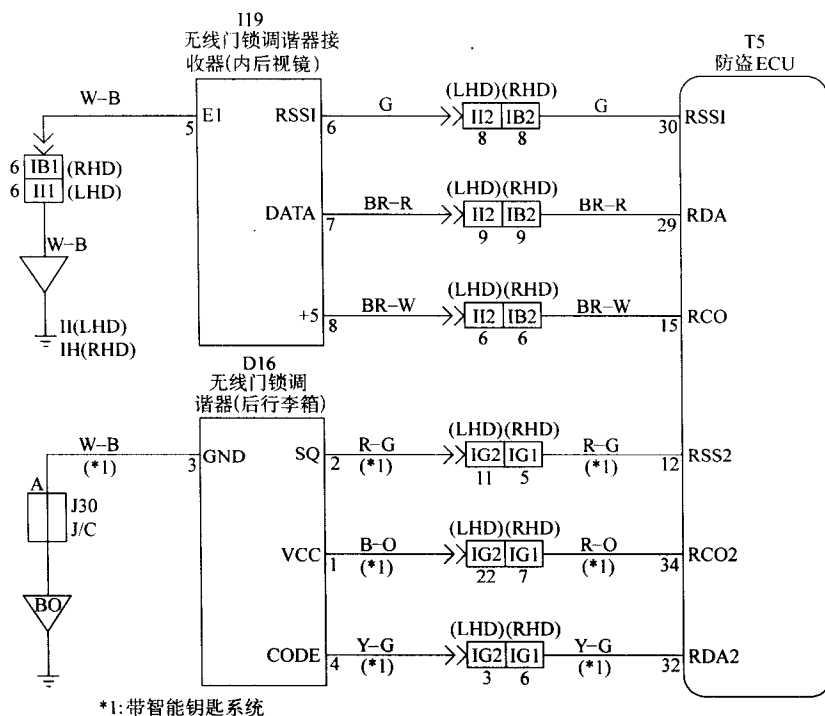 I19
无线门锁调谐器接
收器(内后视镜)
T5
防盗ECU
W-B
5
E1
RSSI
6
G
(LHD)(RHD)
II2 IB2
8 8
G
30
RSSI
6 IB1 (RHD)
6 II1 (LHD)
DATA
7
BR-R
(LHD)(RHD)
II2 IB2
9 9
BR-R
29
RDA
W-B
II(LHD)
IH(RHD)
+5
8
BR-W
(LHD)(RHD)
II2 IB2
6 6
BR-W
15
RCO
D16
无线门锁调
谐器(后行李箱)
W-B
(*1)
3
GND
SQ
2
R-G
(*1)
(LHD)(RHD)
IG2 IG1
11 5
R-G
(*1)
12
RSS2
A
J30
J/C
VCC
1
B-O
(*1)
(LHD)(RHD)
IG2 IG1
22 7
R-O
(*1)
34
RCO2
BO
CODE
4
Y-G
(*1)
(LHD)(RHD)
IG2 IG1
3 6
Y-G
(*1)
32
RDA2
*1:带智能钥匙系统